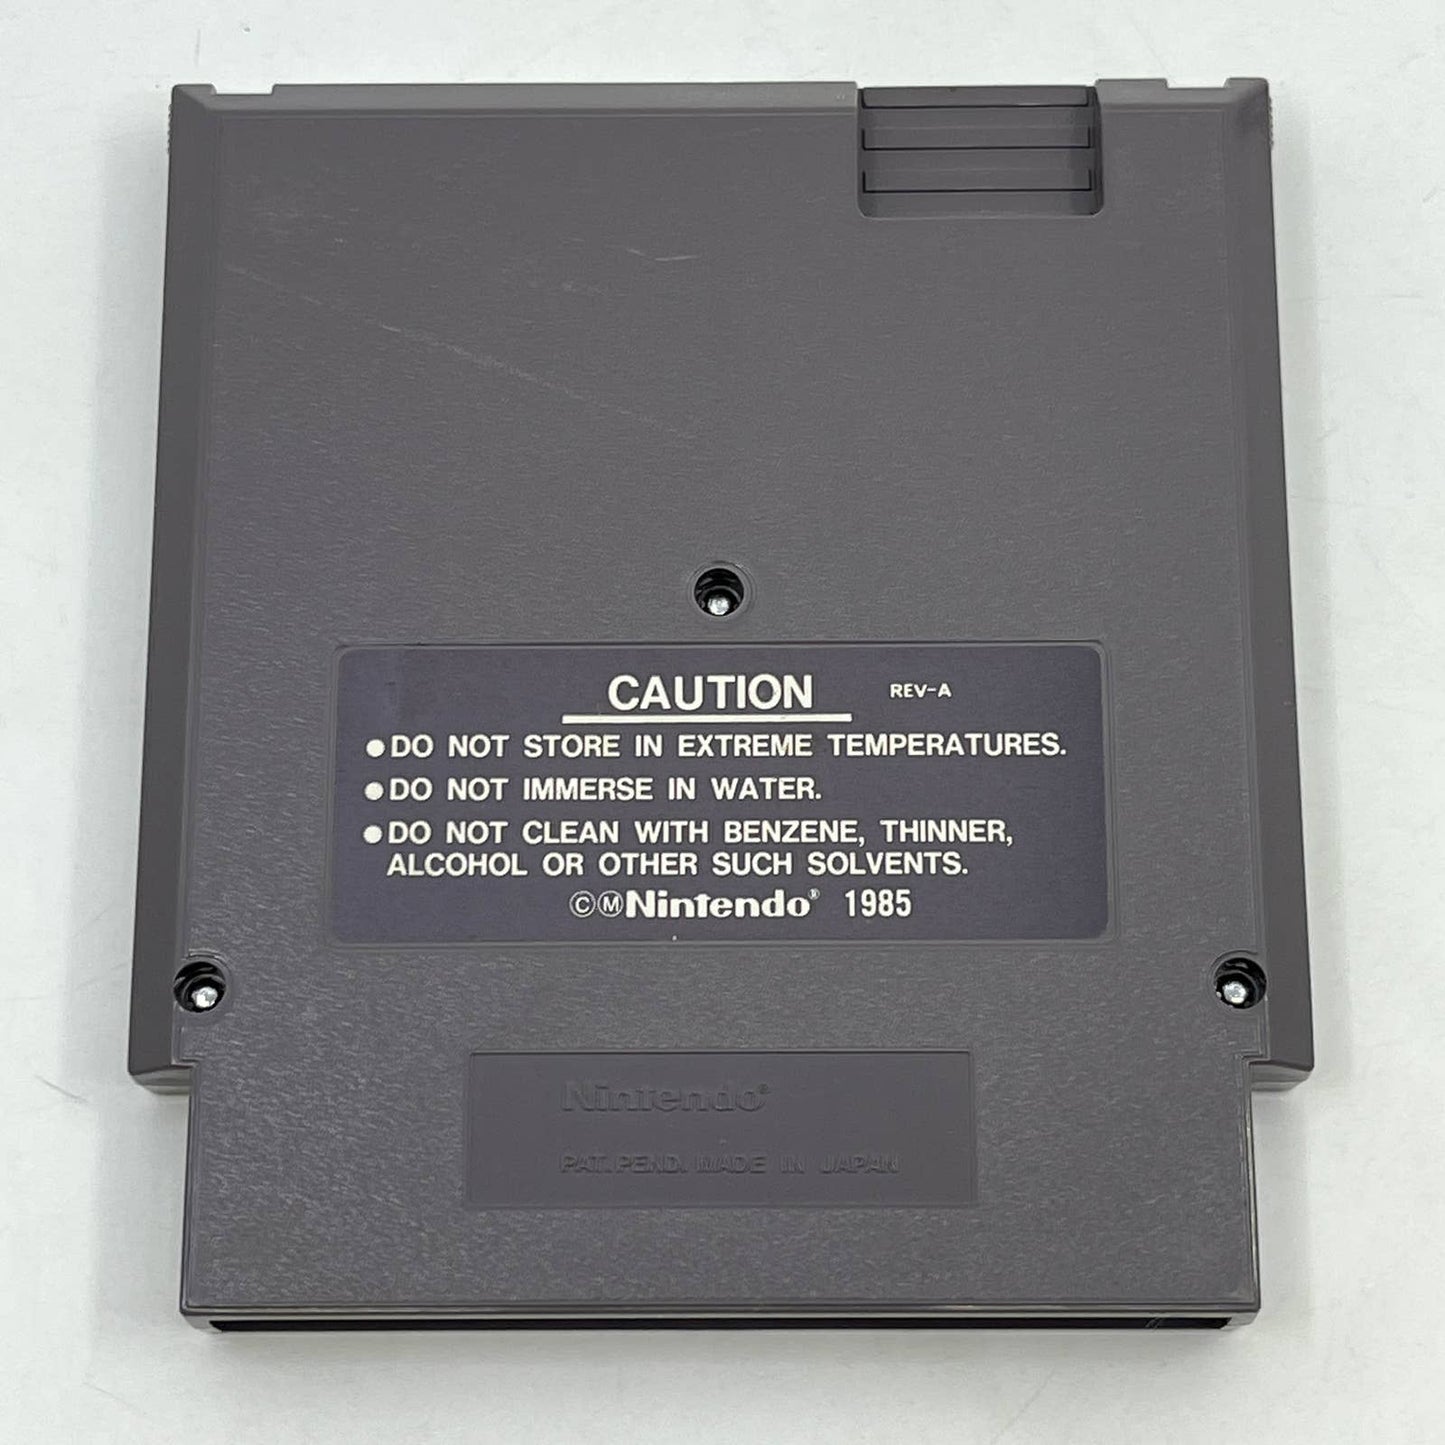 CAUTION REV-A
●DO NOT STORE IN EXTREME TEMPERATURES.
●DO NOT IMMERSE IN WATER.
●DO NOT CLEAN WITH BENZENE, THINNER,
ALCOHOL OR OTHER SUCH SOLVENTS.
©ⓂNintendo® 1985
Nintendo®
PAT. PEND. MADE IN JAPAN